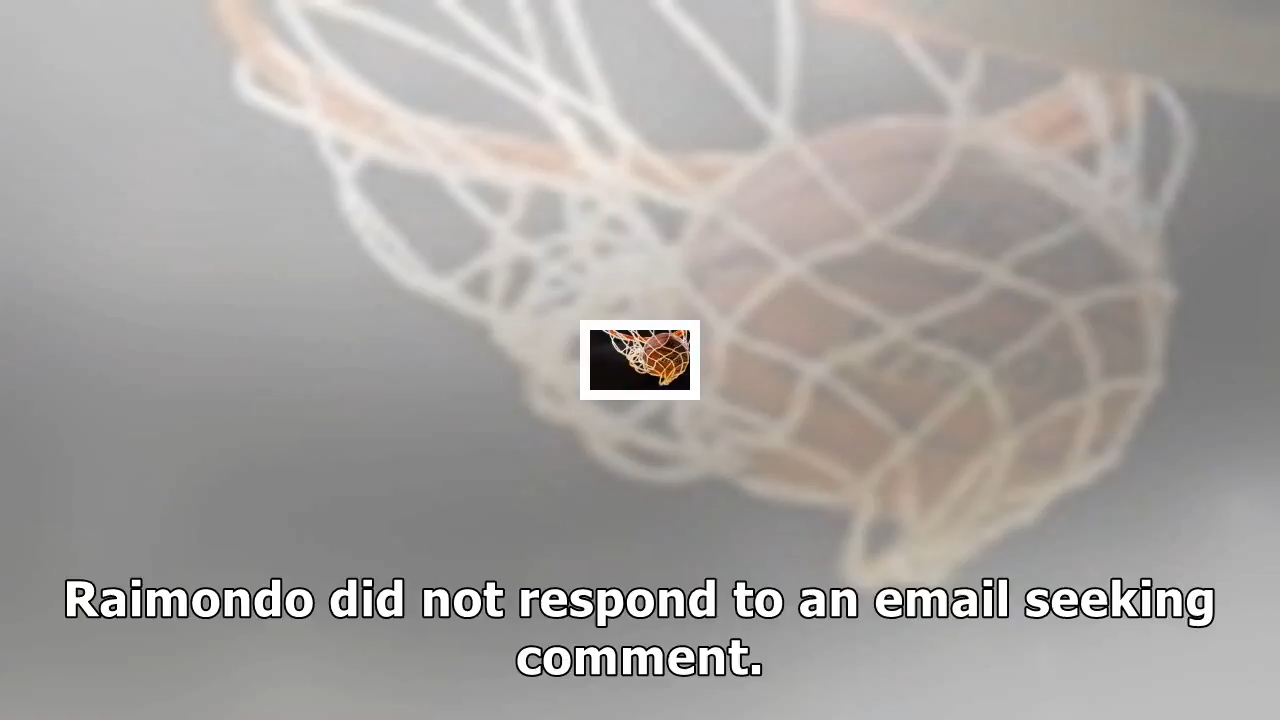 Raimondo did not respond to an email seeking
comment.